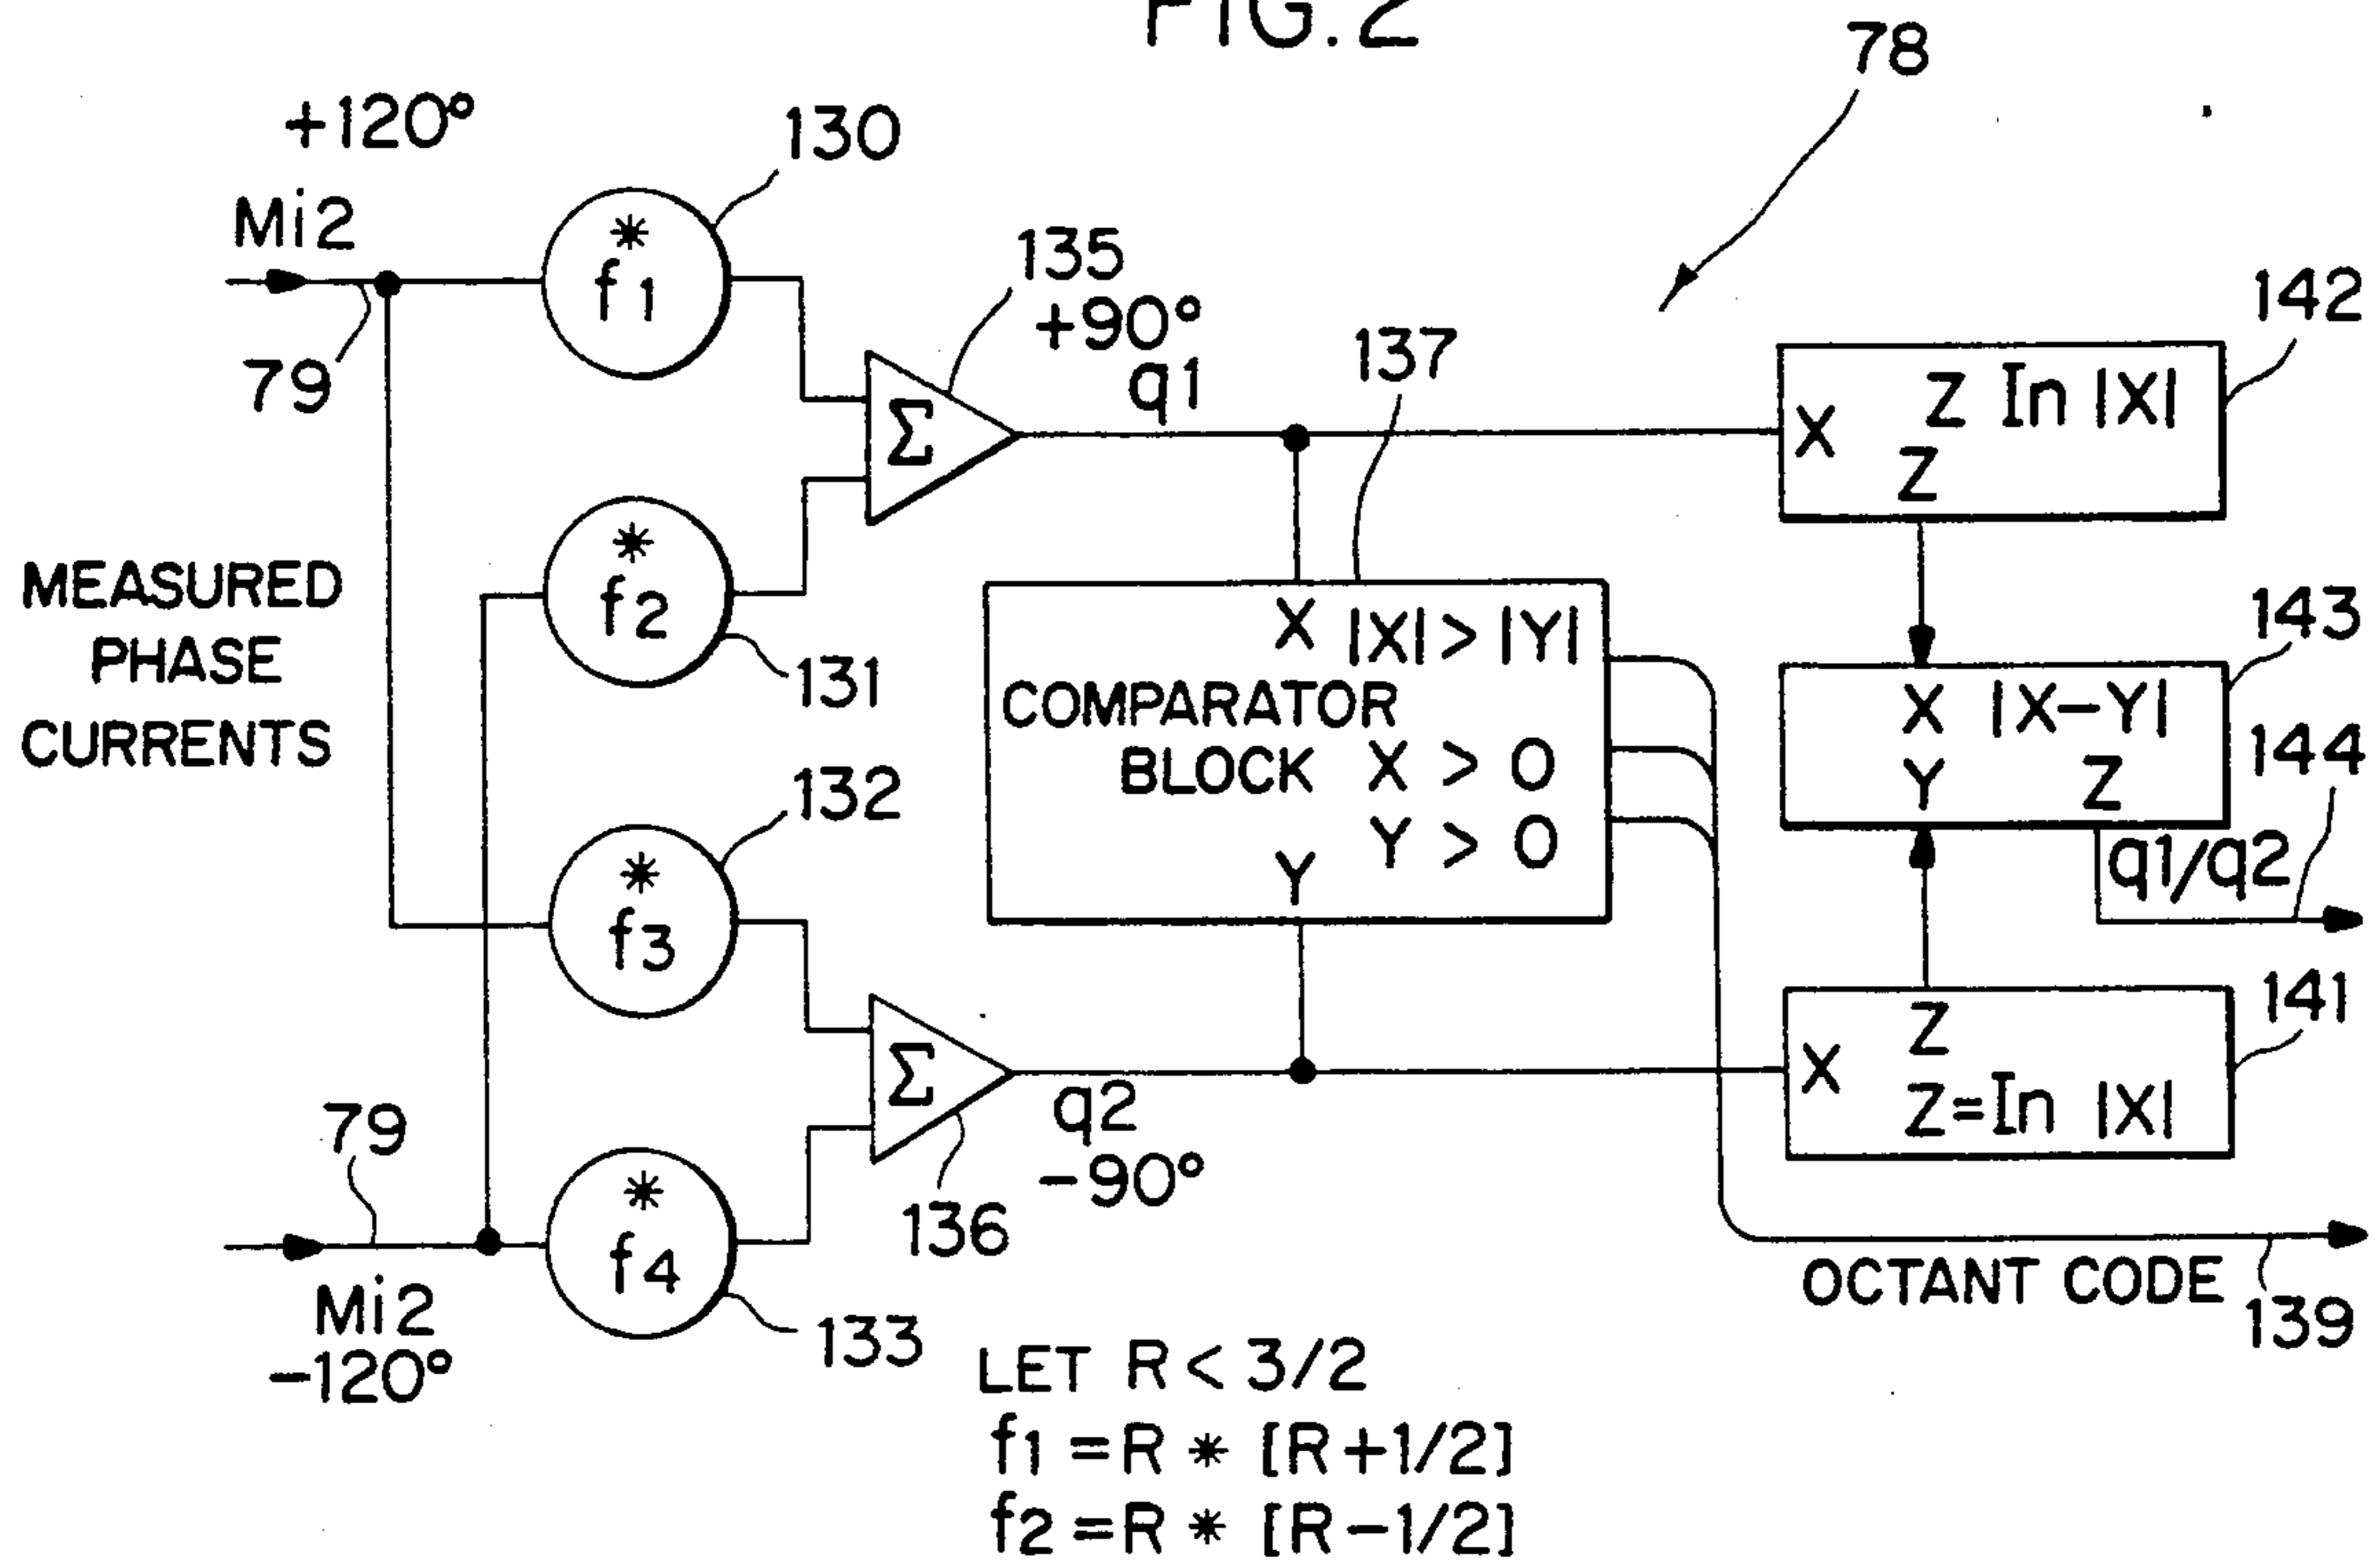 FIG.2
78
+120°
130
Mi2
*
f1
135
+90°
q1
137
142
79
Σ
Z In |X|
X
Z
*
f2
131
MEASURED
PHASE
CURRENTS
X |X| > |Y|
COMPARATOR
BLOCK X > 0
Y > 0
Y
143
X |X-Y|
Y Z
144
q1/q2
132
*
f3
141
Z
X
Z=In |X|
79
Σ
q2
-90°
136
*
f4
133
Mi2
-120°
OCTANT CODE
139
LET R < 3/2
f1 = R * [R+1/2]
f2 = R * [R-1/2]